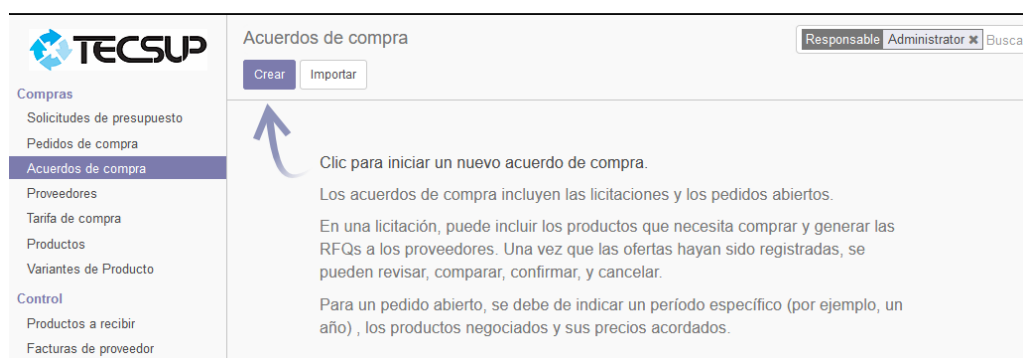 TECSUP
Compras
Solicitudes de presupuesto
Pedidos de compra
Acuerdos de compra
Proveedores
Tarifa de compra
Productos
Variantes de Producto
Control
Productos a recibir
Facturas de proveedor
Acuerdos de compra
Responsable Administrator ✖ Busca
Crear Importar
Clic para iniciar un nuevo acuerdo de compra.
Los acuerdos de compra incluyen las licitaciones y los pedidos abiertos.
En una licitación, puede incluir los productos que necesita comprar y generar las
RFQs a los proveedores. Una vez que las ofertas hayan sido registradas, se
pueden revisar, comparar, confirmar, y cancelar.
Para un pedido abierto, se debe de indicar un período específico (por ejemplo, un
año) , los productos negociados y sus precios acordados.